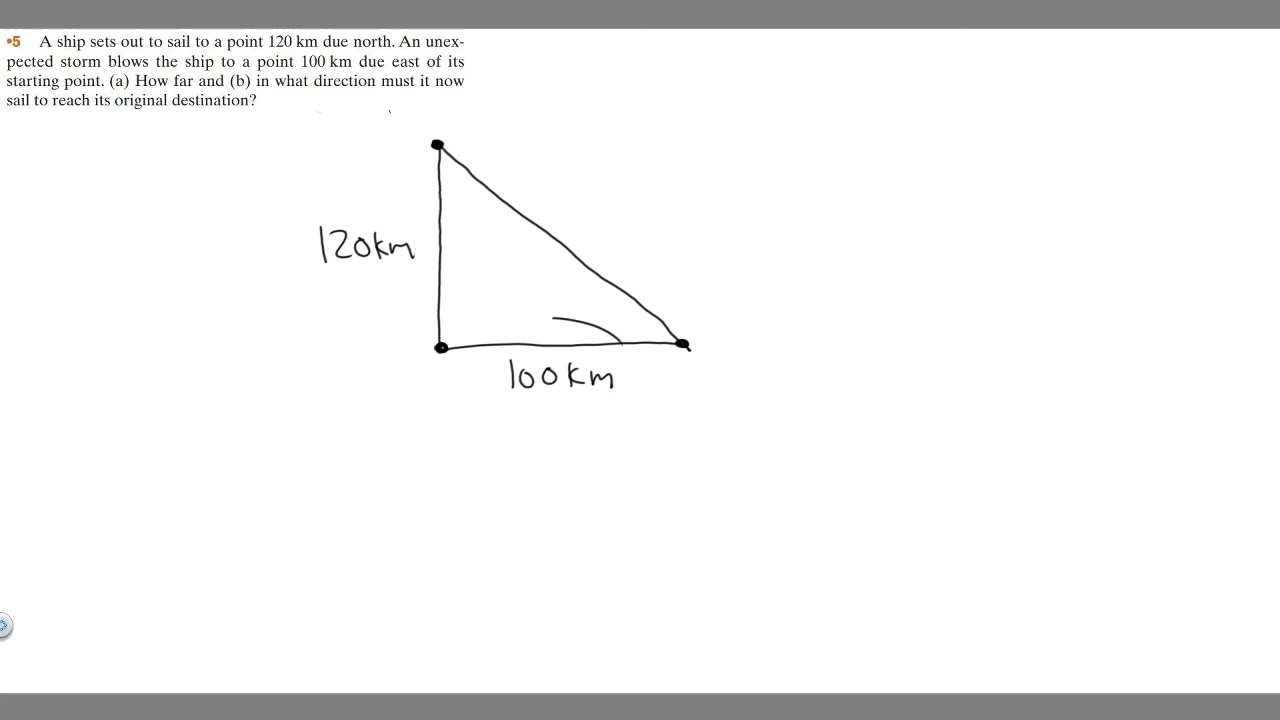 •5 A ship sets out to sail to a point 120 km due north. An unex-
pected storm blows the ship to a point 100 km due east of its
starting point. (a) How far and (b) in what direction must it now
sail to reach its original destination?
120km
100km